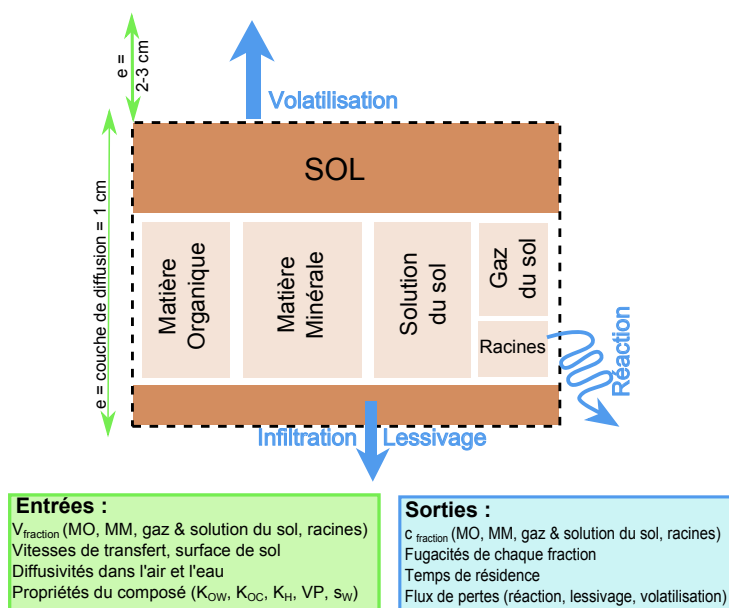 e =
2-3 cm
Volatilisation
e = couche de diffusion = 1 cm
SOL
Matière
Organique
Matière
Minérale
Solution
du sol
Gaz
du sol
Racines
Réaction
Infiltration Lessivage
Entrées :
V fraction (MO, MM, gaz & solution du sol, racines)
Vitesses de transfert, surface de sol
Diffusivités dans l'air et l'eau
Propriétés du composé (KOW, KOC, KH, VP, sW)
Sorties :
c fraction (MO, MM, gaz & solution du sol, racines)
Fugacités de chaque fraction
Temps de résidence
Flux de pertes (réaction, lessivage, volatilisation)